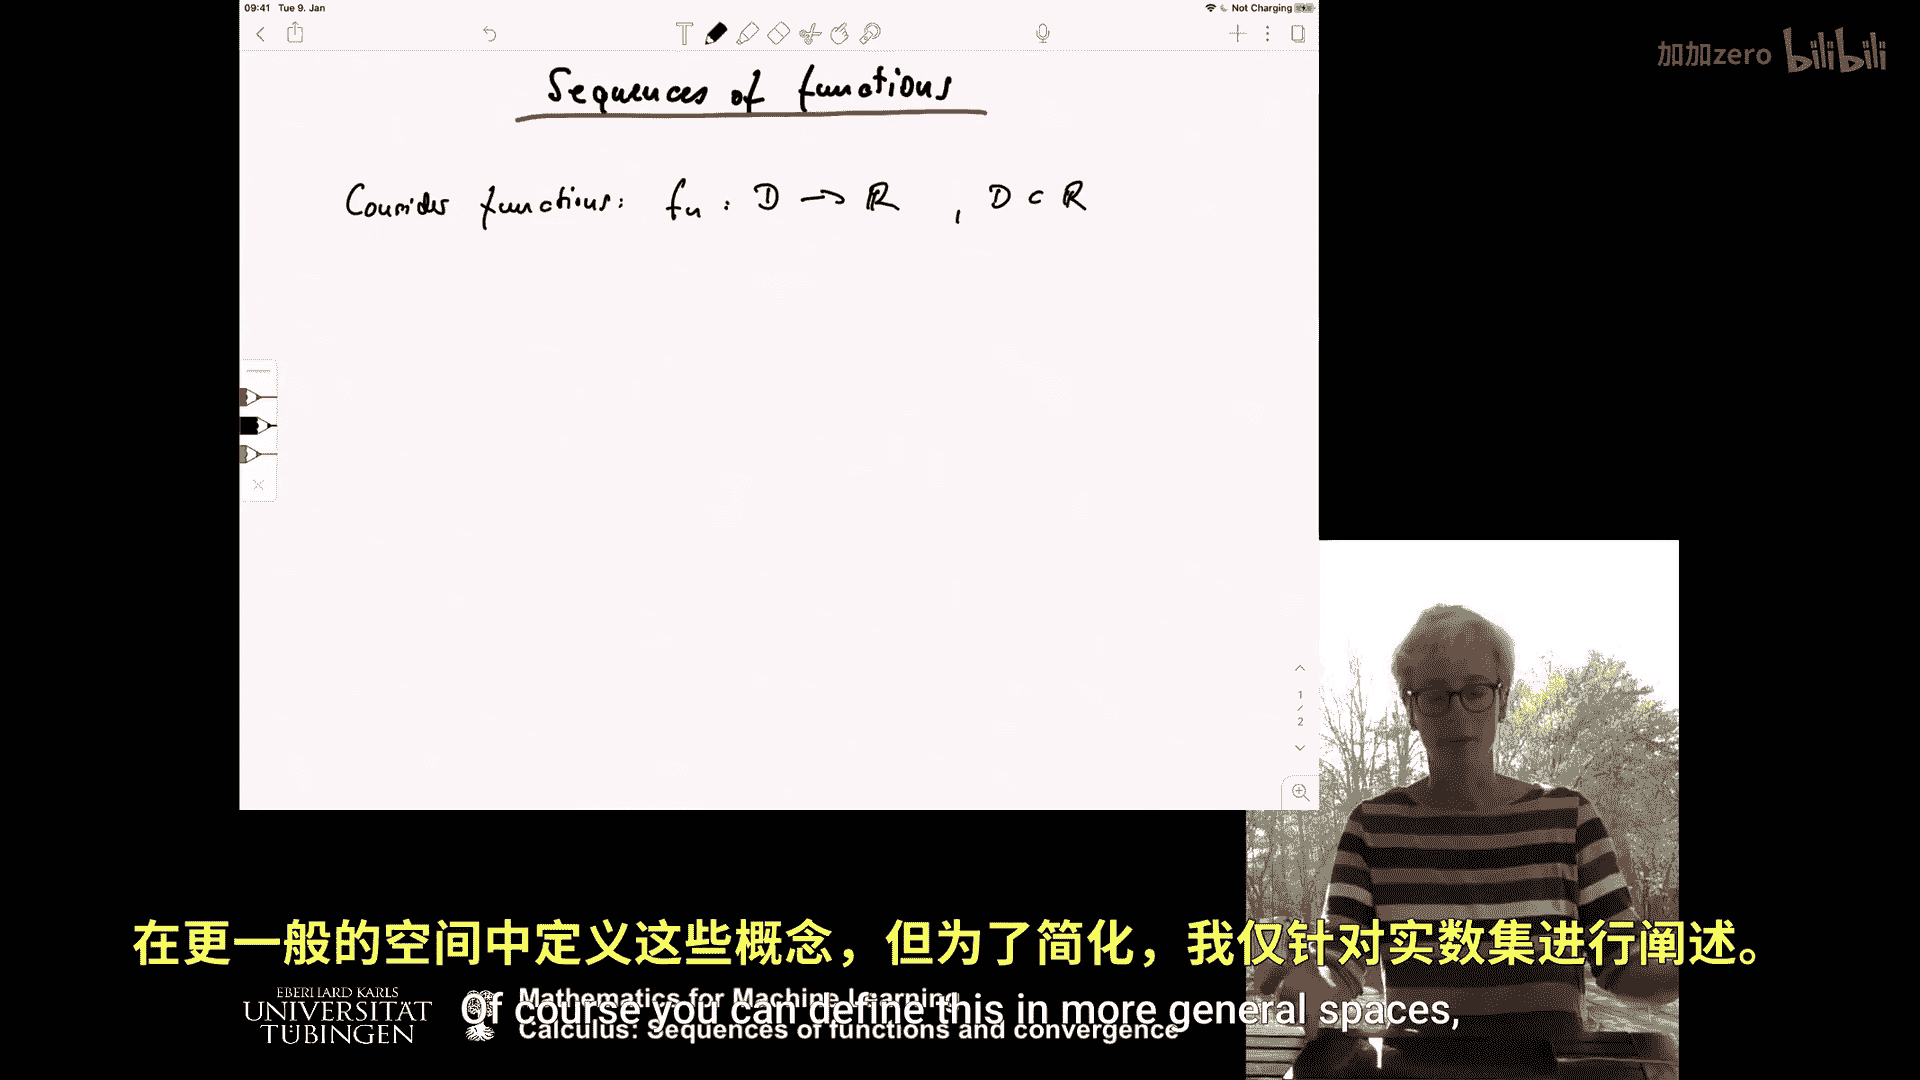 09:41 Tue 9. Jan
Not Charging
加加zero bilibili
T
Sequences of functions
Consider functions: fn : D → R , D ⊂ R
1
/
2
在更一般的空间中定义这些概念，但为了简化，我仅针对实数集进行阐述。
Of course you can define this in more general spaces,
EBERHARD KARLS
UNIVERSITÄT
TÜBINGEN
Mathematics for Machine Learning
Calculus: Sequences of functions and convergence